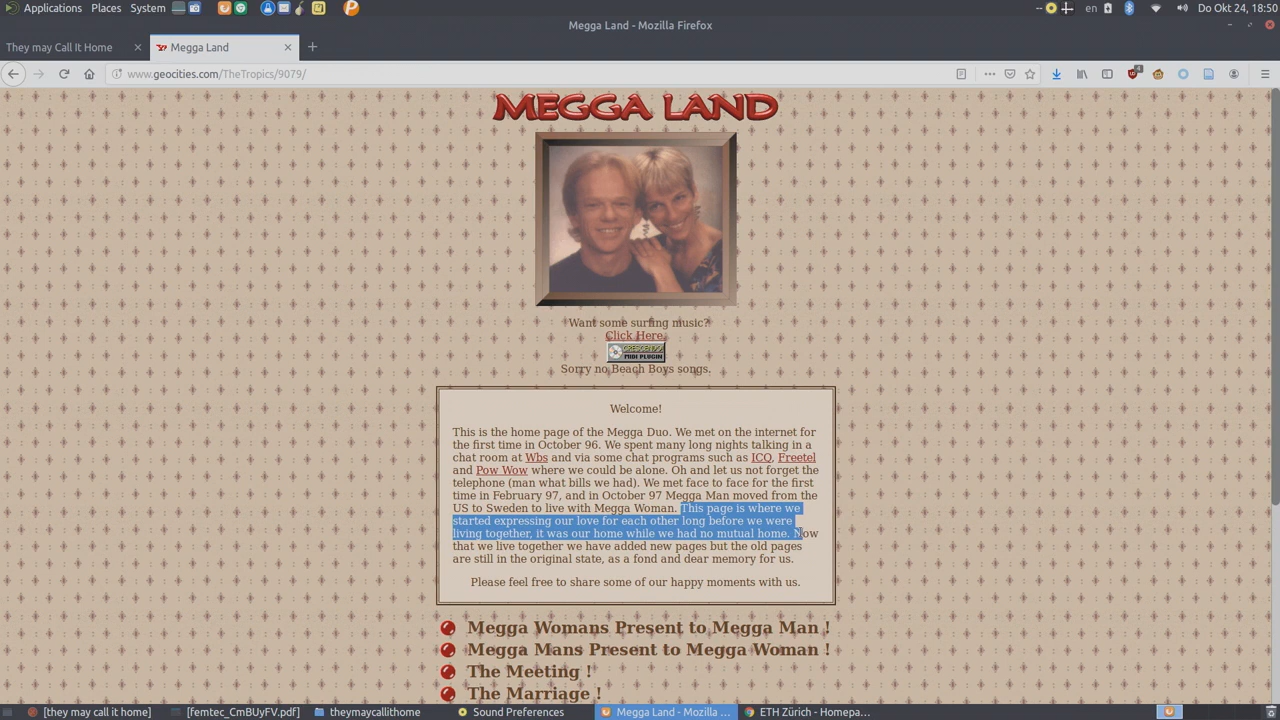 Applications Places System
en
Do Okt 24, 18:50
Megga Land - Mozilla Firefox
They may Call It Home
Megga Land
www.geocities.com/TheTropics/9079/
4
MEGGA LAND
Want some surfing music?
Click Here.
CRESCENDO
MIDI PLUGIN
Sorry no Beach Boys songs.
Welcome!
This is the home page of the Megga Duo. We met on the internet for
the first time in October 96. We spent many long nights talking in a
chat room at Wbs and via some chat programs such as ICQ, Freetel
and Pow Wow where we could be alone. Oh and let us not forget the
telephone (man what bills we had). We met face to face for the first
time in February 97, and in October 97 Megga Man moved from the
US to Sweden to live with Megga Woman. This page is where we
started expressing our love for each other long before we were
living together, it was our home while we had no mutual home. Now
that we live together we have added new pages but the old pages
are still in the original state, as a fond and dear memory for us.
Please feel free to share some of our happy moments with us.
Megga Womans Present to Megga Man !
Megga Mans Present to Megga Woman !
The Meeting !
The Marriage !
[they may call it home]
[femtec_CmBUyFV.pdf]
theymaycallithome
Sound Preferences
Megga Land - Mozilla ...
ETH Zürich - Homepa...